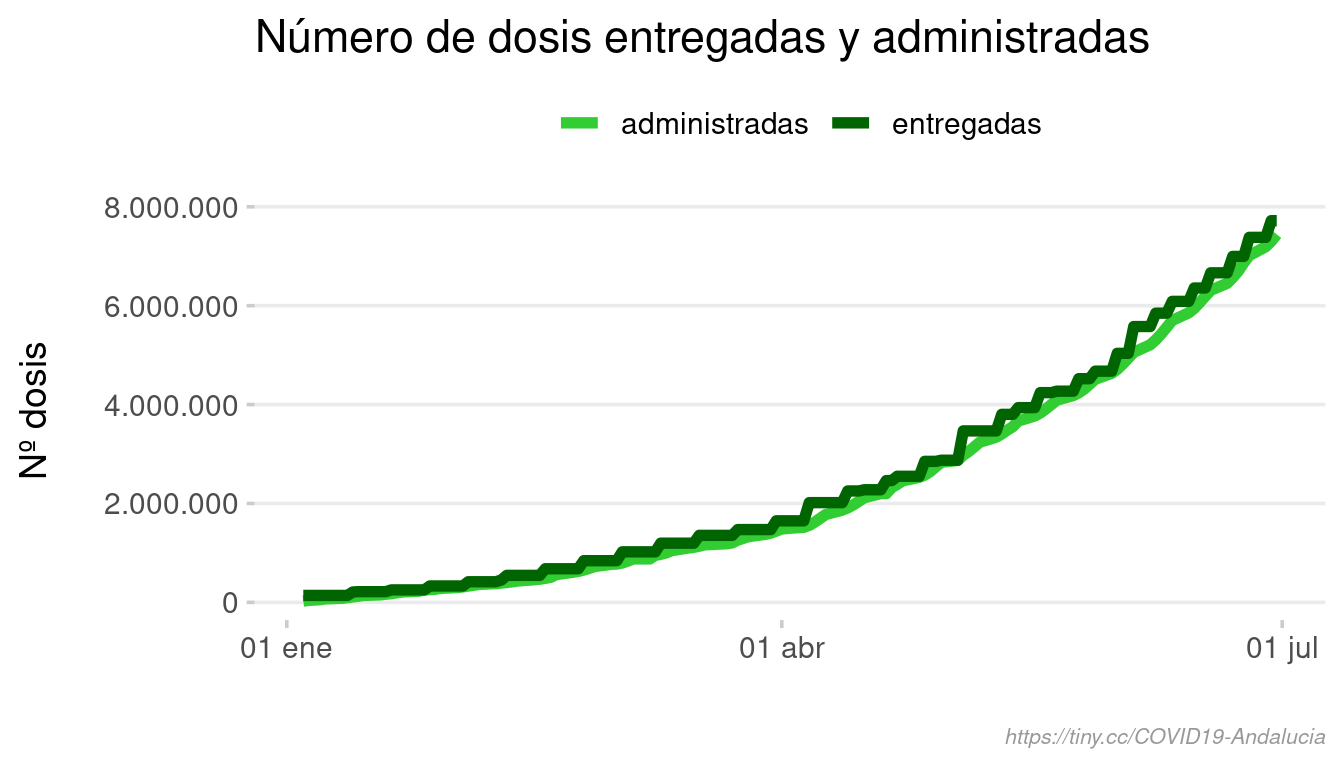 Número de dosis entregadas y administradas
administradas entregadas
8.000.000
6.000.000
4.000.000
2.000.000
0
Nº dosis
01 ene 01 abr 01 jul
https://tiny.cc/COVID19-Andalucia